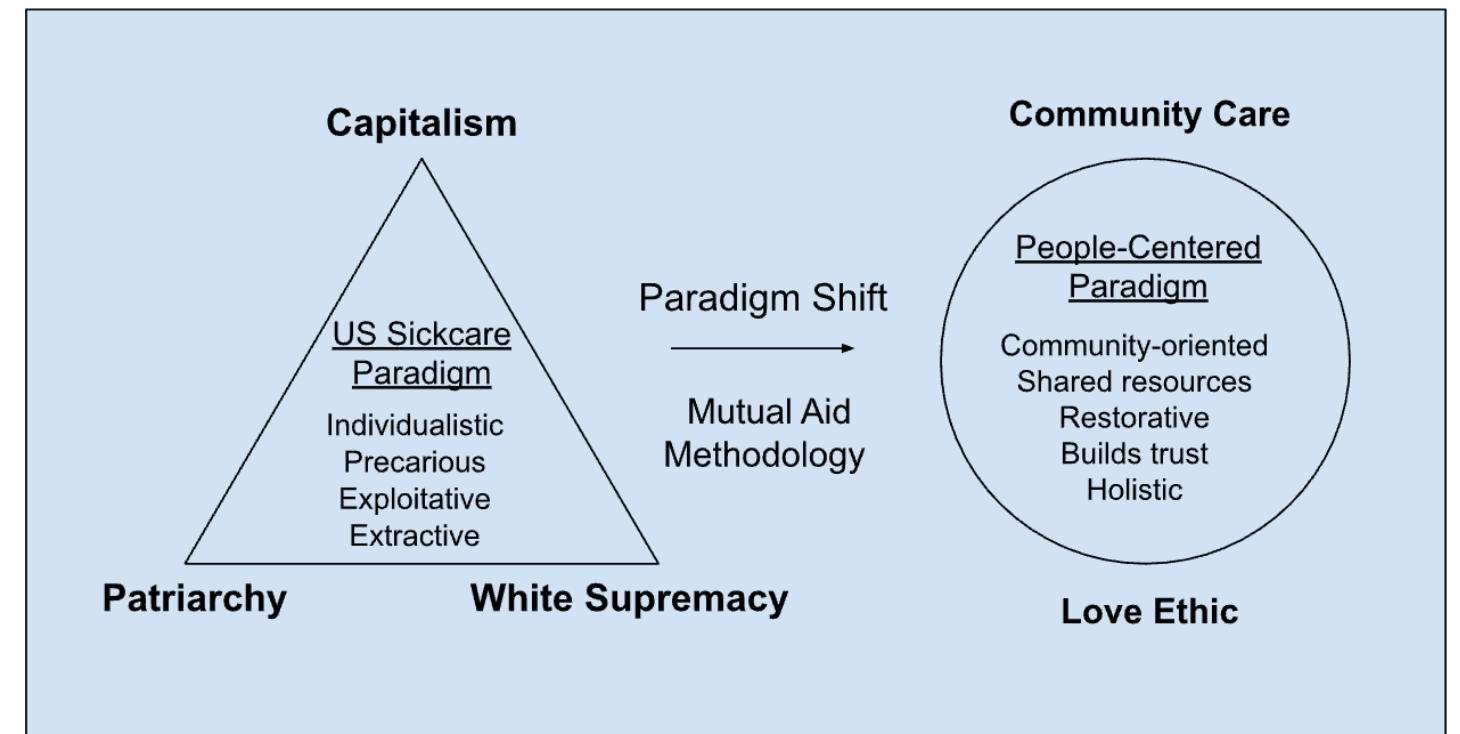 Capitalism
US Sickcare
Paradigm
Individualistic
Precarious
Exploitative
Extractive
Patriarchy
White Supremacy
Paradigm Shift
Mutual Aid
Methodology
Community Care
People-Centered
Paradigm
Community-oriented
Shared resources
Restorative
Builds trust
Holistic
Love Ethic